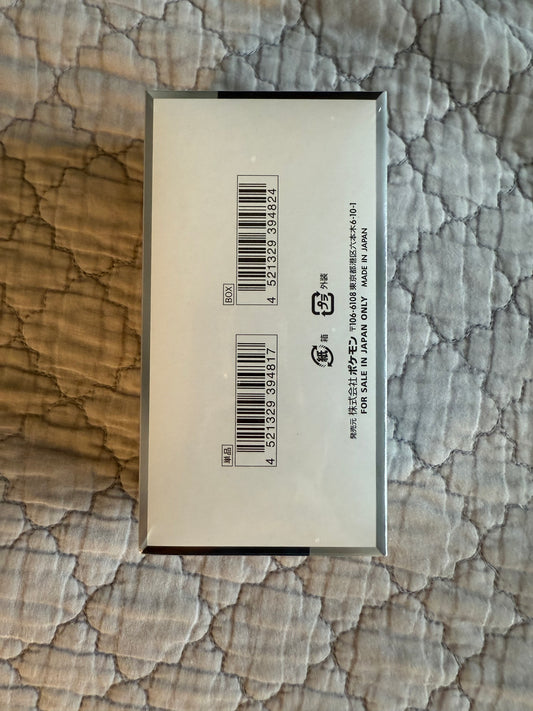 単品
4 521329 394817
BOX
4 521329 394824
紙 箱
プラ 外装
発売元 株式会社ポケモン 〒106-6108 東京都港区六本木6-10-1
FOR SALE IN JAPAN ONLY MADE IN JAPAN